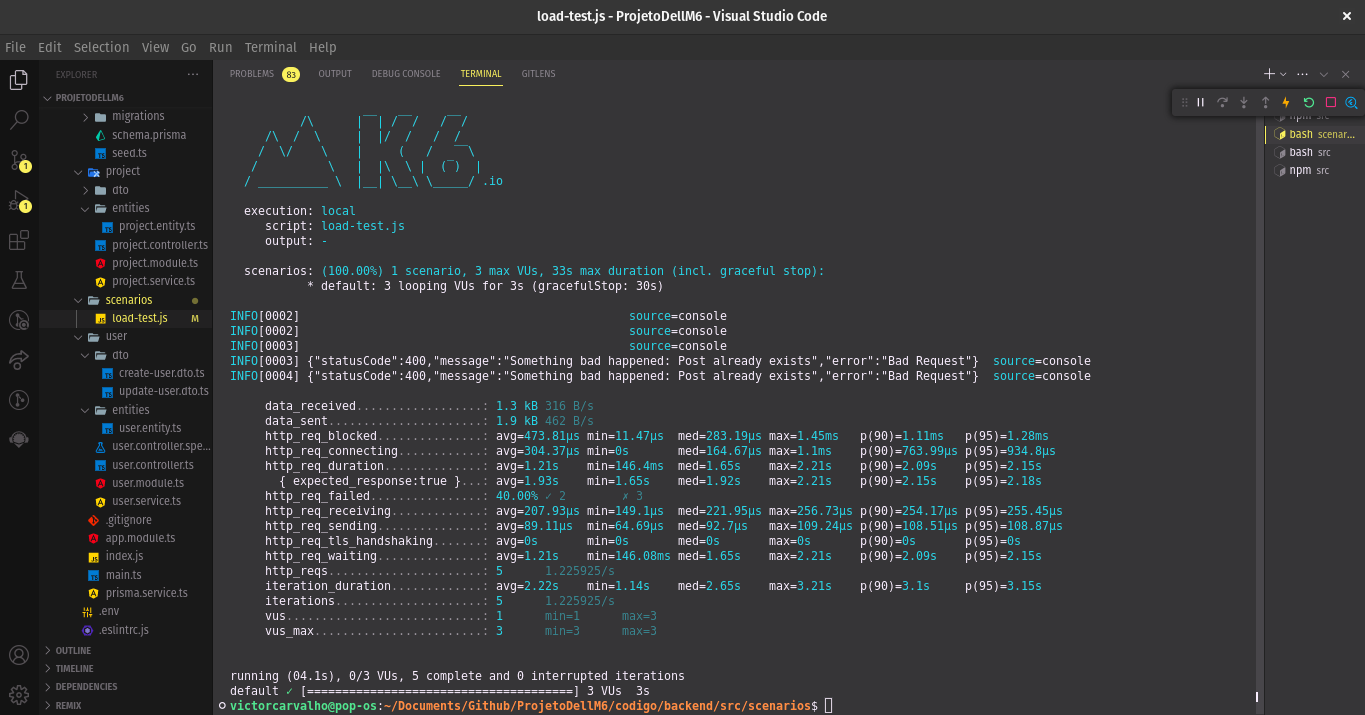 load-test.js - ProjetoDellM6 - Visual Studio Code
File Edit Selection View Go Run Terminal Help
EXPLORER
PROJETODELLM6
migrations
schema.prisma
seed.ts
project
dto
entities
project.entity.ts
project.controller.ts
project.module.ts
project.service.ts
scenarios
load-test.js M
user
dto
create-user.dto.ts
update-user.dto.ts
entities
user.entity.ts
user.controller.spe...
user.controller.ts
user.module.ts
user.service.ts
.gitignore
app.module.ts
index.js
main.ts
prisma.service.ts
.env
.eslintrc.js
OUTLINE
TIMELINE
DEPENDENCIES
REMIX
1
1
PROBLEMS 83 OUTPUT DEBUG CONSOLE TERMINAL GITLENS
.io
execution: local
script: load-test.js
output: -
scenarios: (100.00%) 1 scenario, 3 max VUs, 33s max duration (incl. graceful stop):
* default: 3 looping VUs for 3s (gracefulStop: 30s)
INFO[0002] source=console
INFO[0002] source=console
INFO[0003] source=console
INFO[0003] {"statusCode":400,"message":"Something bad happened: Post already exists","error":"Bad Request"} source=console
INFO[0004] {"statusCode":400,"message":"Something bad happened: Post already exists","error":"Bad Request"} source=console
data_received..................: 1.3 kB 316 B/s
data_sent......................: 1.9 kB 462 B/s
http_req_blocked...............: avg=473.81µs min=11.47µs med=283.19µs max=1.45ms p(90)=1.11ms p(95)=1.28ms
http_req_connecting............: avg=304.37µs min=0s med=164.67µs max=1.1ms p(90)=763.99µs p(95)=934.8µs
http_req_duration..............: avg=1.21s min=146.4ms med=1.65s max=2.21s p(90)=2.09s p(95)=2.15s
{ expected_response:true }...: avg=1.93s min=1.65s med=1.92s max=2.21s p(90)=2.15s p(95)=2.18s
http_req_failed................: 40.00% ✓ 2 ✗ 3
http_req_receiving.............: avg=207.93µs min=149.1µs med=221.95µs max=256.73µs p(90)=254.17µs p(95)=255.45µs
http_req_sending...............: avg=89.11µs min=64.69µs med=92.7µs max=109.24µs p(90)=108.51µs p(95)=108.87µs
http_req_tls_handshaking.......: avg=0s min=0s med=0s max=0s p(90)=0s p(95)=0s
http_req_waiting...............: avg=1.21s min=146.08ms med=1.65s max=2.21s p(90)=2.09s p(95)=2.15s
http_reqs......................: 5 1.225925/s
iteration_duration.............: avg=2.22s min=1.14s med=2.65s max=3.21s p(90)=3.1s p(95)=3.15s
iterations.....................: 5 1.225925/s
vus............................: 1 min=1 max=3
vus_max........................: 3 min=3 max=3
running (04.1s), 0/3 VUs, 5 complete and 0 interrupted iterations
default ✓ [======================================] 3 VUs 3s
victorcarvalho@pop-os:~/Documents/Github/ProjetoDellM6/codigo/backend/src/scenarios$
npm src
bash scenar...
bash src
npm src